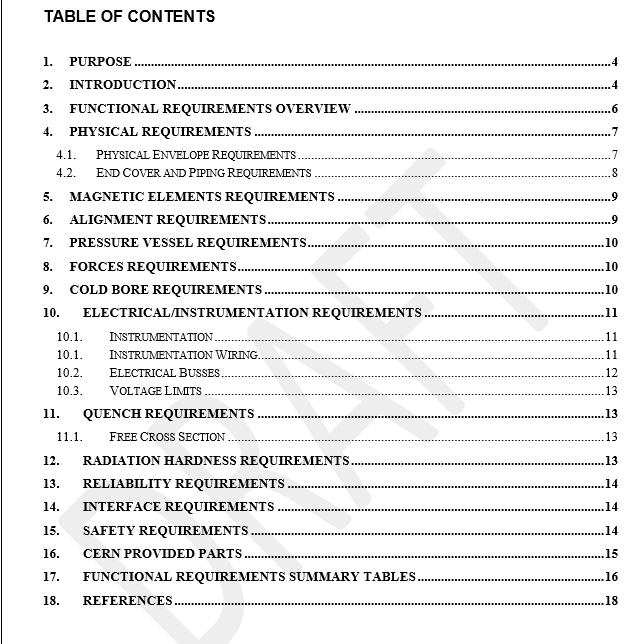 TABLE OF CONTENTS
1. PURPOSE ........ 4
2. INTRODUCTION ........ 4
3. FUNCTIONAL REQUIREMENTS OVERVIEW ........ 6
4. PHYSICAL REQUIREMENTS ........ 7
4.1. PHYSICAL ENVELOPE REQUIREMENTS ........ 7
4.2. END COVER AND PIPING REQUIREMENTS ........ 8
5. MAGNETIC ELEMENTS REQUIREMENTS ........ 9
6. ALIGNMENT REQUIREMENTS ........ 9
7. PRESSURE VESSEL REQUIREMENTS ........ 10
8. FORCES REQUIREMENTS ........ 10
9. COLD BORE REQUIREMENTS ........ 10
10. ELECTRICAL/INSTRUMENTATION REQUIREMENTS ........ 11
10.1. INSTRUMENTATION ........ 11
10.1. INSTRUMENTATION WIRING ........ 11
10.2. ELECTRICAL BUSSES ........ 12
10.3. VOLTAGE LIMITS ........ 13
11. QUENCH REQUIREMENTS ........ 13
11.1. FREE CROSS SECTION ........ 13
12. RADIATION HARDNESS REQUIREMENTS ........ 13
13. RELIABILITY REQUIREMENTS ........ 14
14. INTERFACE REQUIREMENTS ........ 14
15. SAFETY REQUIREMENTS ........ 14
16. CERN PROVIDED PARTS ........ 15
17. FUNCTIONAL REQUIREMENTS SUMMARY TABLES ........ 16
18. REFERENCES ........ 18
DRAFT